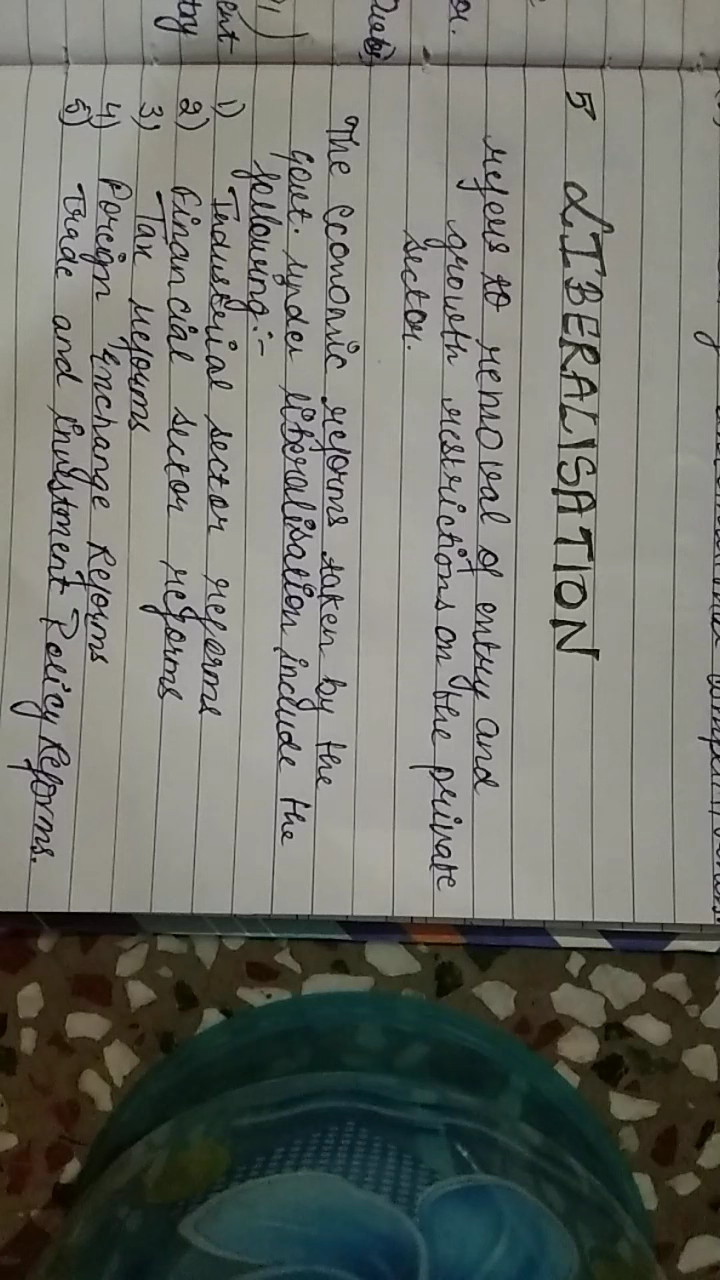 5 LIBERALISATION
refers to removal of entry and
growth restrictions on the private
sector.
The economic reforms taken by the
govt. under liberalisation include the
following:-
1) Industrial sector reforms
2) Financial sector reforms
3) Tax reforms
4) Foreign Exchange Reforms
5) Trade and Investment Policy Reforms.